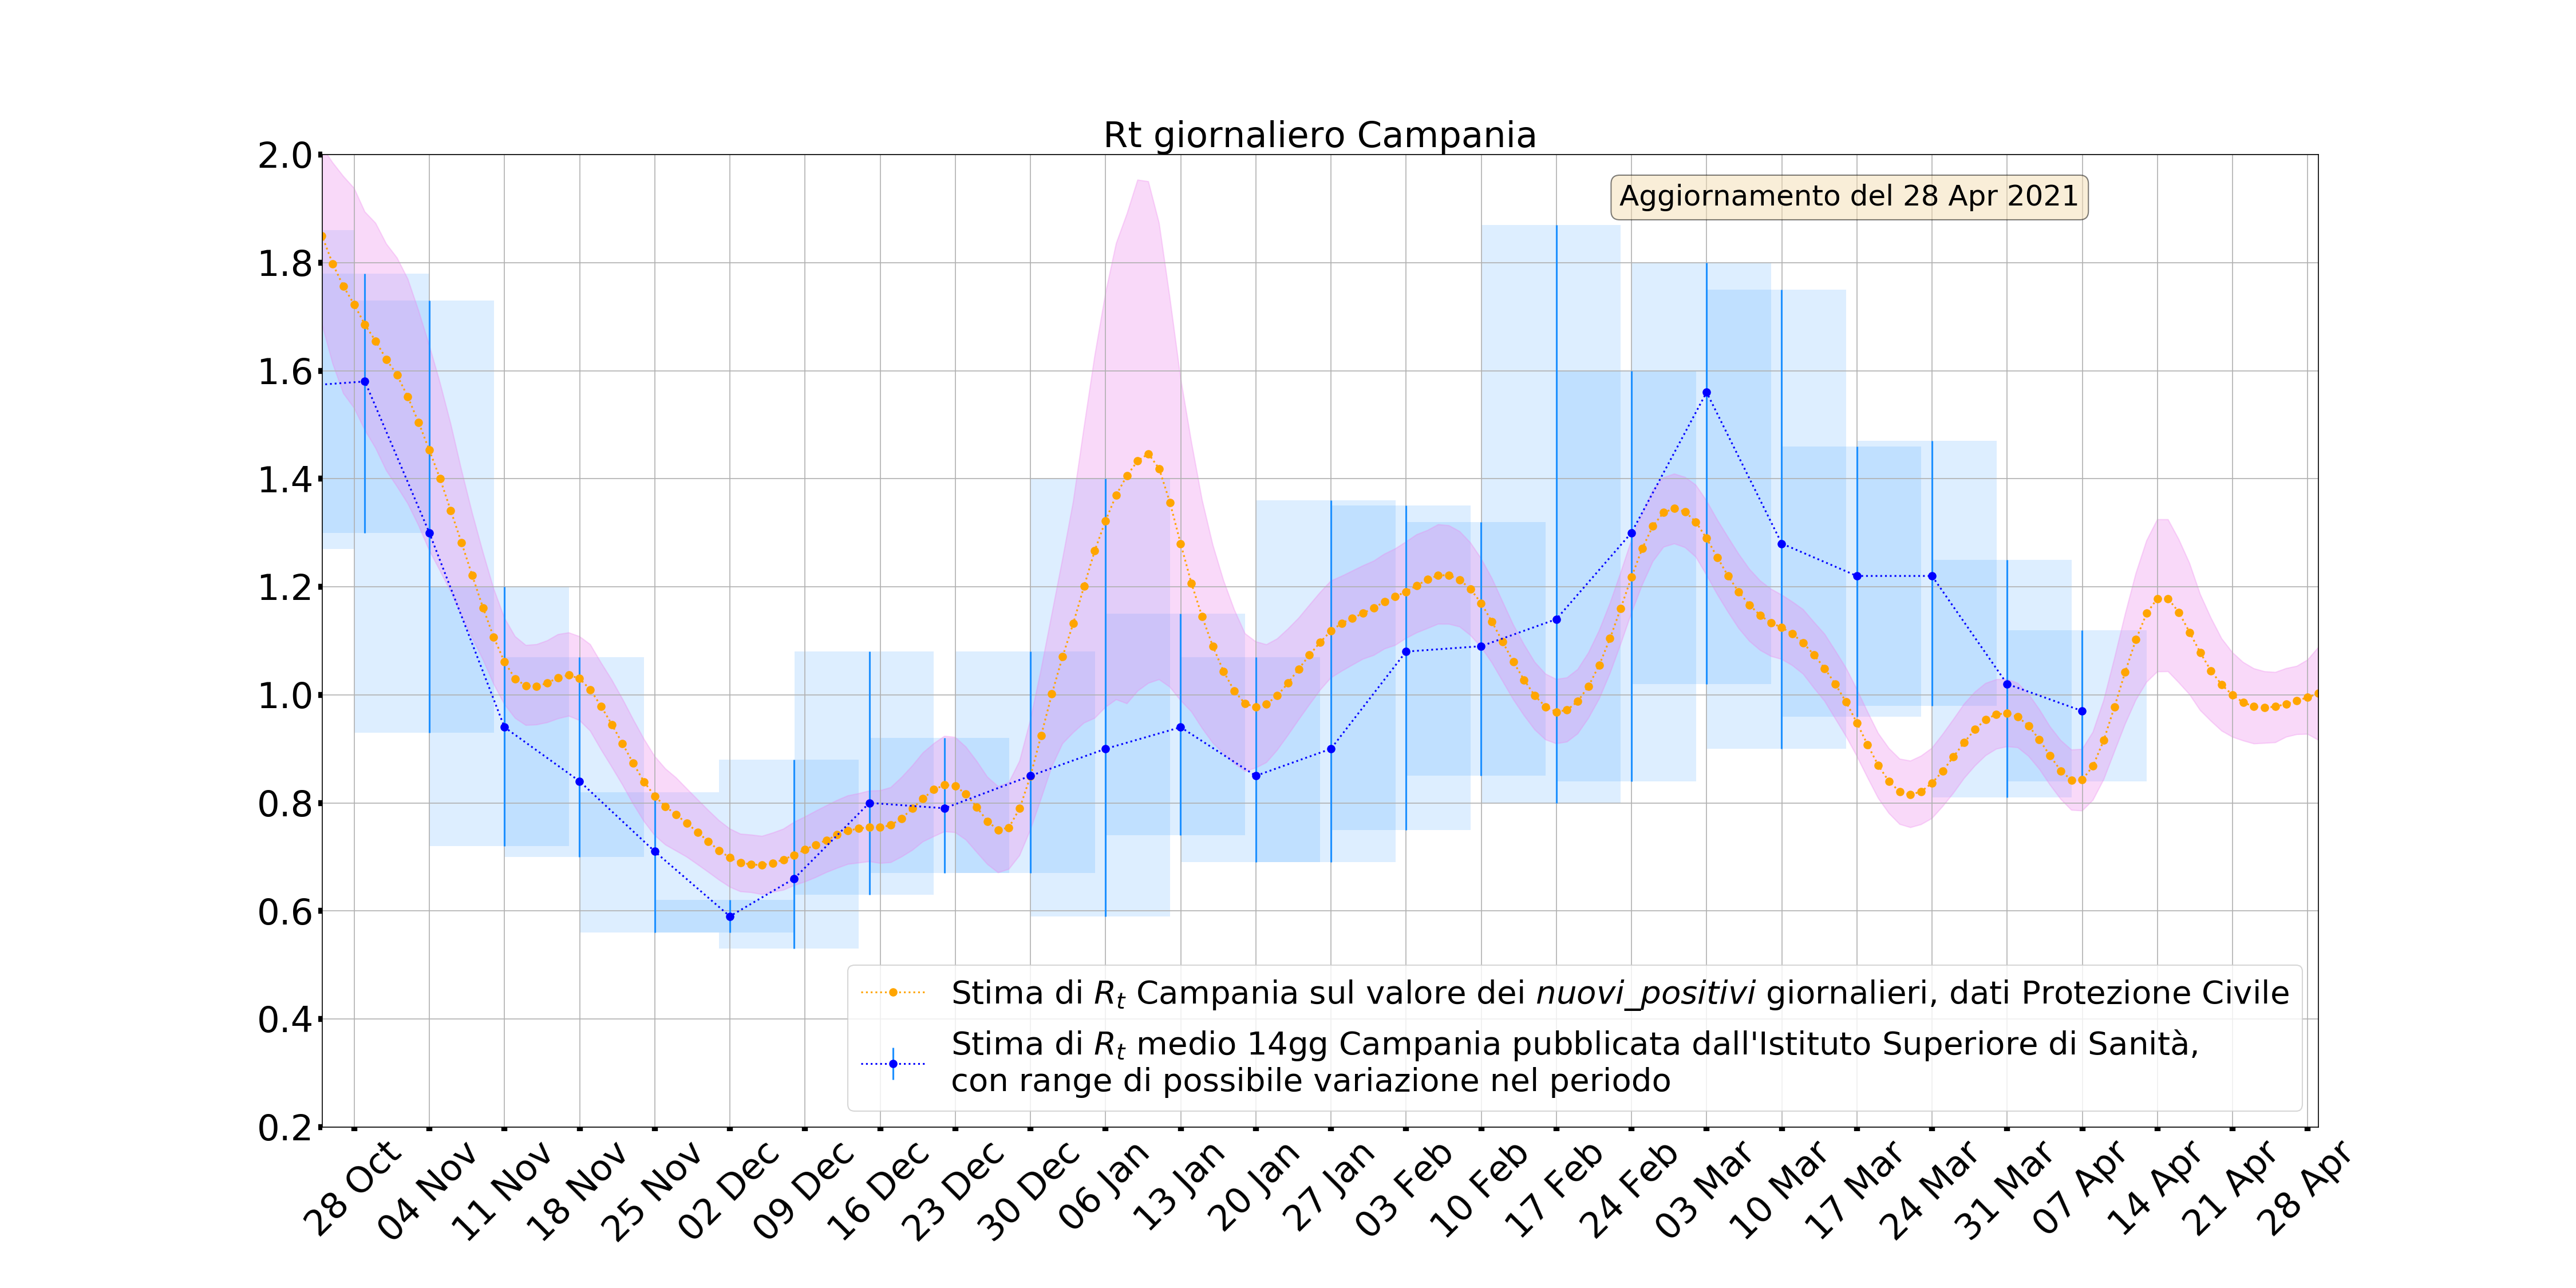 Rt giornaliero Campania
Aggiornamento del 28 Apr 2021
2.0
1.8
1.6
1.4
1.2
1.0
0.8
0.6
0.4
0.2
Stima di Rt Campania sul valore dei nuovi_positivi giornalieri, dati Protezione Civile
Stima di Rt medio 14gg Campania pubblicata dall'Istituto Superiore di Sanità,
con range di possibile variazione nel periodo
28 Oct
04 Nov
11 Nov
18 Nov
25 Nov
02 Dec
09 Dec
16 Dec
23 Dec
30 Dec
06 Jan
13 Jan
20 Jan
27 Jan
03 Feb
10 Feb
17 Feb
24 Feb
03 Mar
10 Mar
17 Mar
24 Mar
31 Mar
07 Apr
14 Apr
21 Apr
28 Apr